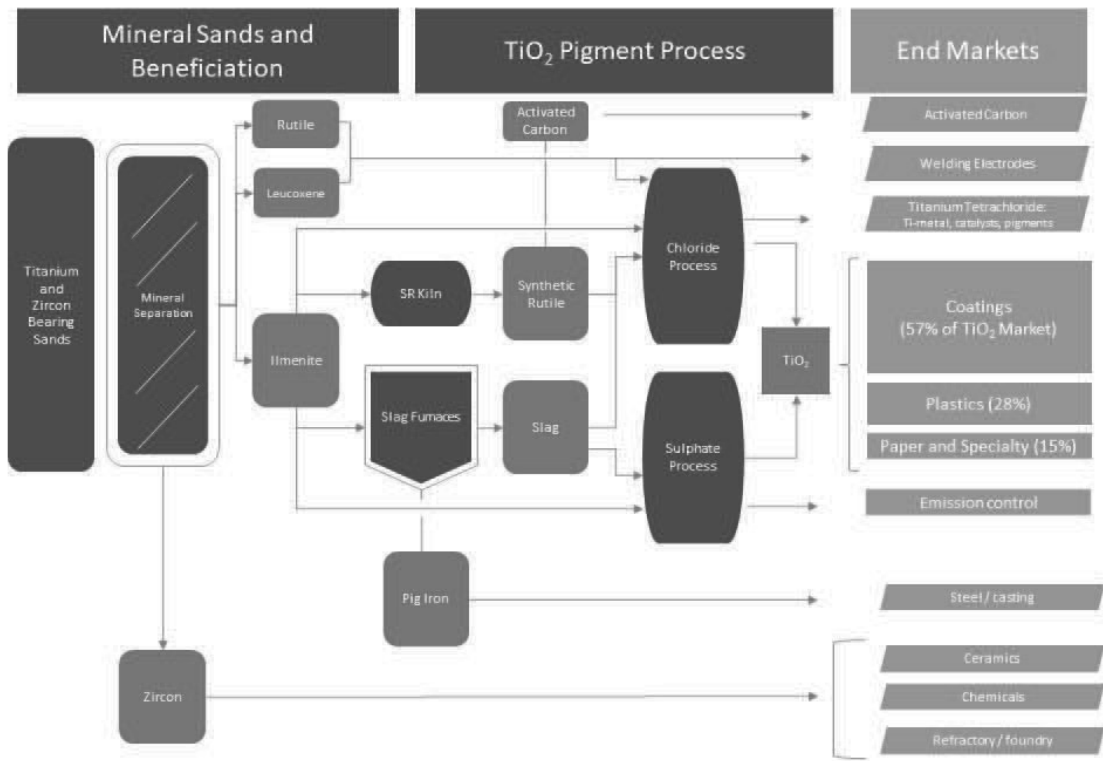 Mineral Sands and
Beneficiation
TiO₂ Pigment Process
End Markets
Titanium
and
Zircon
Bearing
Sands
Mineral
Separation
Rutile
Leucoxene
Ilmenite
Zircon
SR Kiln
Slag Furnaces
Pig Iron
Activated
Carbon
Synthetic
Rutile
Slag
Chloride
Process
Sulphate
Process
TiO₂
Activated Carbon
Welding Electrodes
Titanium Tetrachloride:
Ti-metal, catalysts, pigments
Coatings
(57% of TiO₂ Market)
Plastics (28%)
Paper and Specialty (15%)
Emission control
Steel / casting
Ceramics
Chemicals
Refractory / foundry